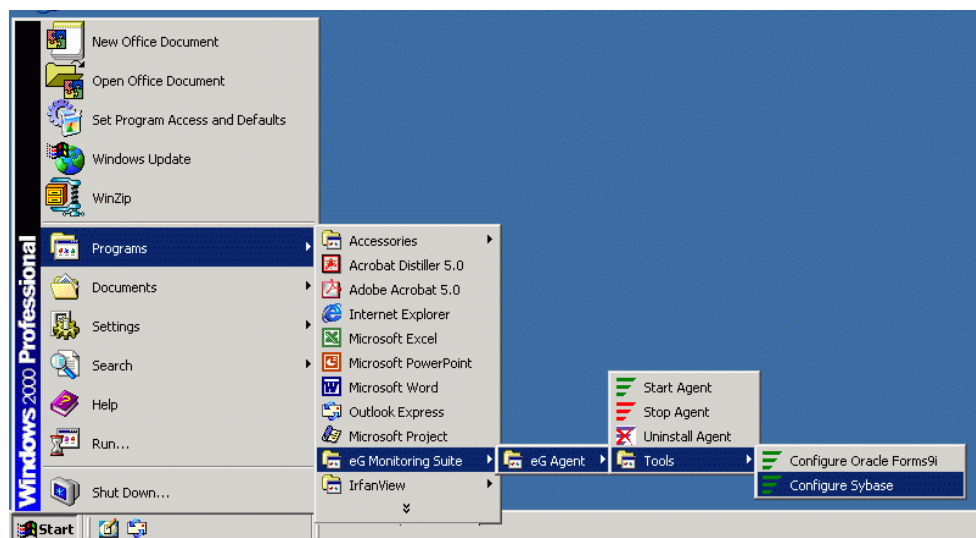 New Office Document
Open Office Document
Set Program Access and Defaults
Windows Update
WinZip
Programs
Documents
Settings
Search
Help
Run...
Shut Down...
Windows 2000 Professional
Accessories
Acrobat Distiller 5.0
Adobe Acrobat 5.0
Internet Explorer
Microsoft Excel
Microsoft PowerPoint
Microsoft Word
Outlook Express
Microsoft Project
eG Monitoring Suite
IrfanView
eG Agent
Start Agent
Stop Agent
Uninstall Agent
Tools
Configure Oracle Forms9i
Configure Sybase
Start